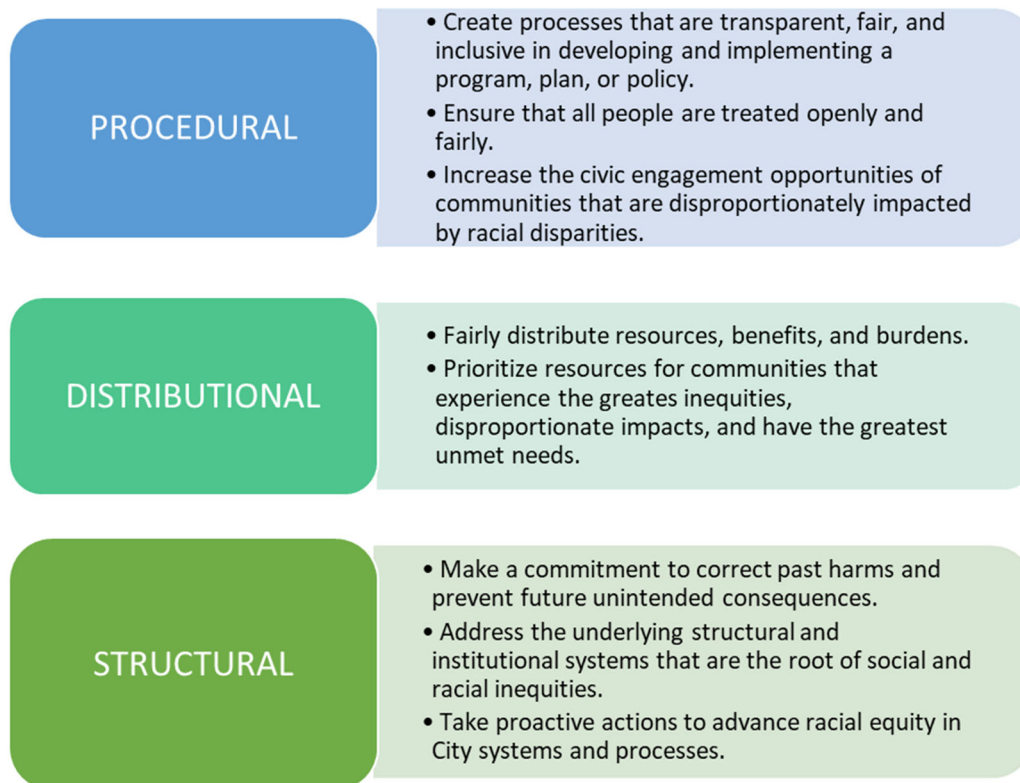 PROCEDURAL
• Create processes that are transparent, fair, and
inclusive in developing and implementing a
program, plan, or policy.
• Ensure that all people are treated openly and
fairly.
• Increase the civic engagement opportunities of
communities that are disproportionately impacted
by racial disparities.
DISTRIBUTIONAL
• Fairly distribute resources, benefits, and burdens.
• Prioritize resources for communities that
experience the greates inequities,
disproportionate impacts, and have the greatest
unmet needs.
STRUCTURAL
• Make a commitment to correct past harms and
prevent future unintended consequences.
• Address the underlying structural and
institutional systems that are the root of social and
racial inequities.
• Take proactive actions to advance racial equity in
City systems and processes.